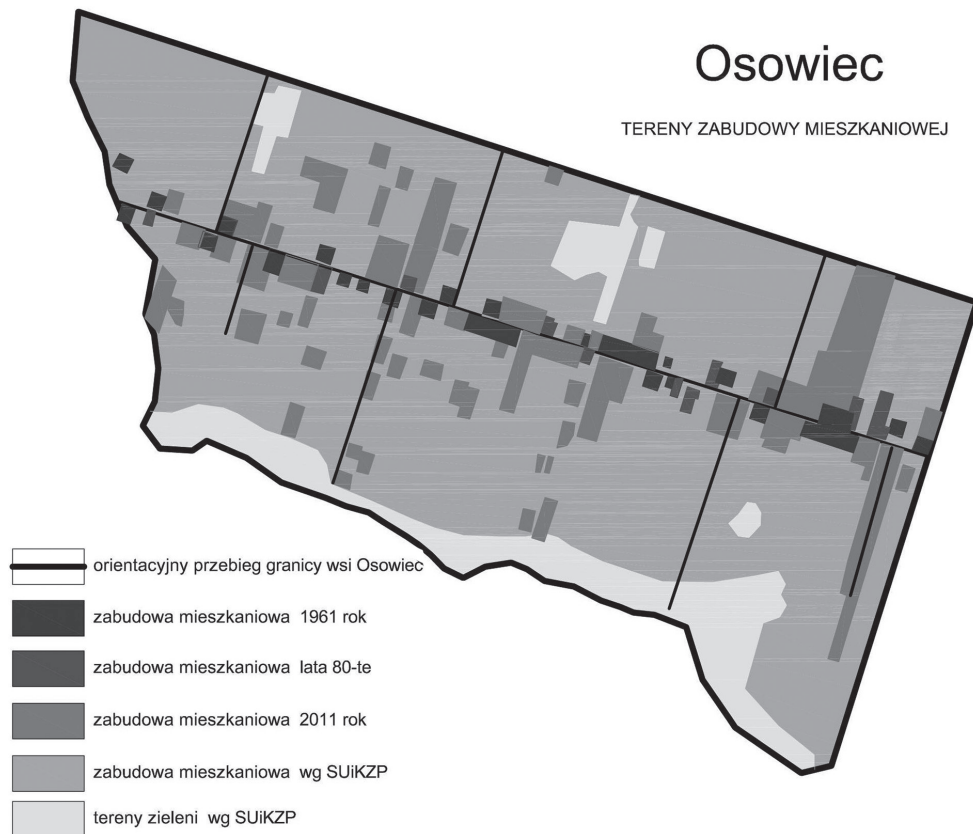 Osowiec
TERENY ZABUDOWY MIESZKANIOWEJ
orientacyjny przebieg granicy wsi Osowiec
zabudowa mieszkaniowa 1961 rok
zabudowa mieszkaniowa lata 80-te
zabudowa mieszkaniowa 2011 rok
zabudowa mieszkaniowa wg SUiKZP
tereny zieleni wg SUiKZP